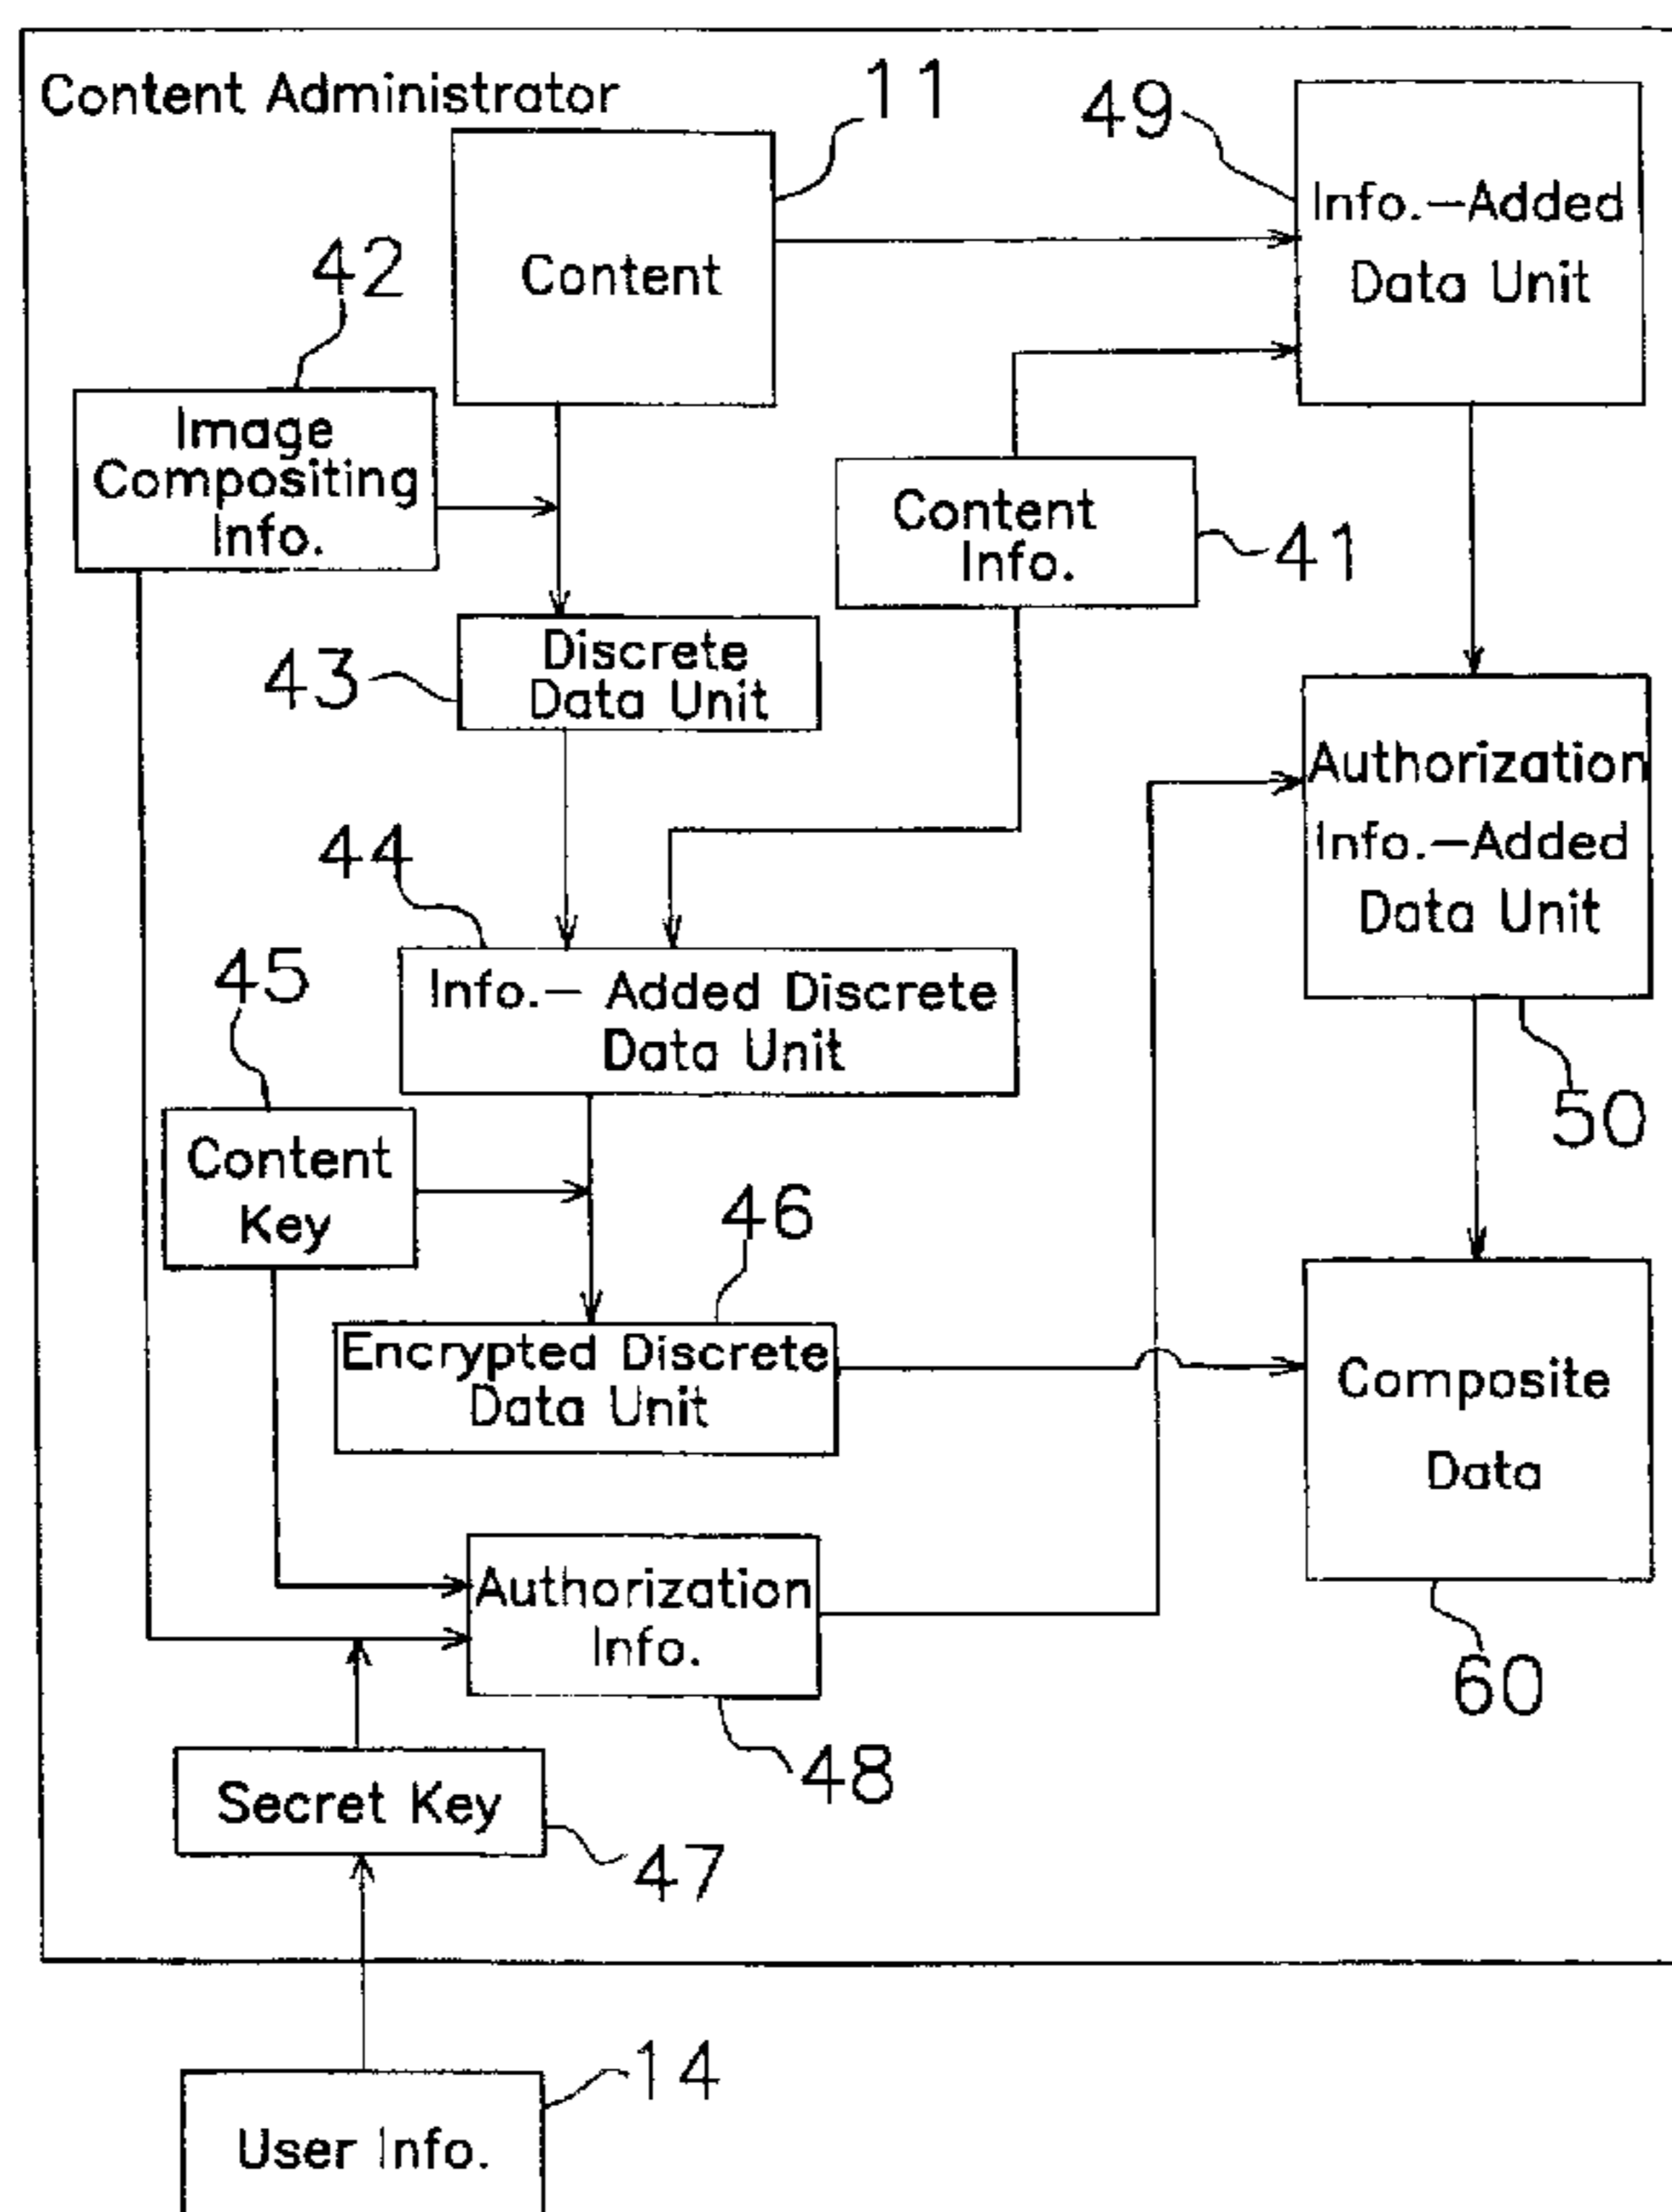 Content Administrator
11
49
Content
Info.—Added
Data Unit
42
Image
Compositing
Info.
Content
Info.
41
43
Discrete
Data Unit
Authorization
Info.—Added
Data Unit
44
45
Info.— Added Discrete
Data Unit
50
Content
Key
46
Encrypted Discrete
Data Unit
Composite
Data
Authorization
Info.
60
48
Secret Key
47
14
User Info.